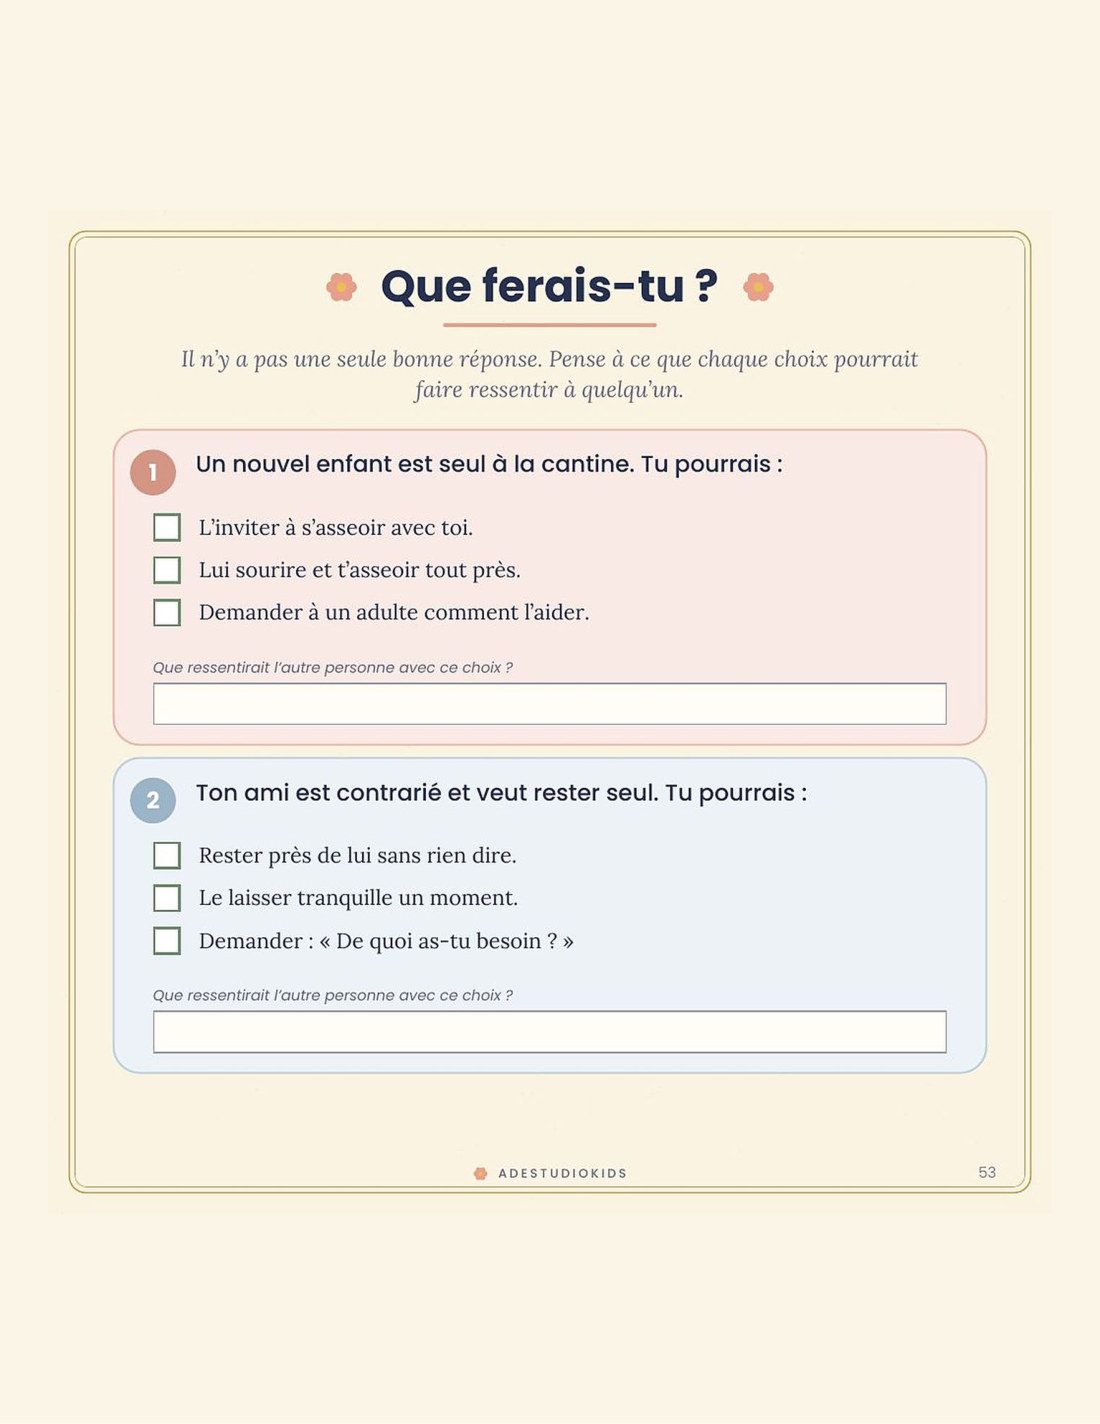 Que ferais-tu ?
Il n’y a pas une seule bonne réponse. Pense à ce que chaque choix pourrait
faire ressentir à quelqu’un.
1 Un nouvel enfant est seul à la cantine. Tu pourrais :
L’inviter à s’asseoir avec toi.
Lui sourire et t’asseoir tout près.
Demander à un adulte comment l’aider.
Que ressentirait l’autre personne avec ce choix ?
2 Ton ami est contrarié et veut rester seul. Tu pourrais :
Rester près de lui sans rien dire.
Le laisser tranquille un moment.
Demander : « De quoi as-tu besoin ? »
Que ressentirait l’autre personne avec ce choix ?
ADESTUDIOKIDS
53